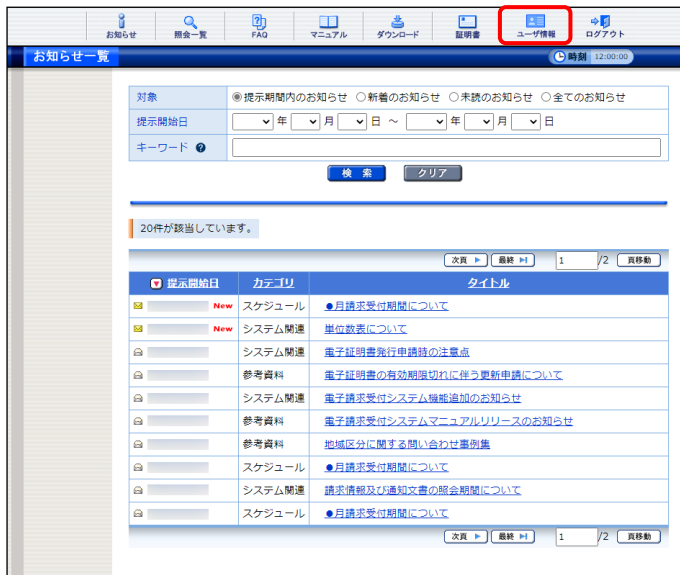 お知らせ 照会一覧 FAQ マニュアル ダウンロード 証明書 ユーザ情報 ログアウト
お知らせ一覧 時刻 12:00:00
対象 提示期間内のお知らせ 新着のお知らせ 未読のお知らせ 全てのお知らせ
提示開始日 年 月 日 ～ 年 月 日
キーワード ?
検 索 クリア
20件が該当しています。
次頁 最終 1 /2 頁移動
提示開始日 カテゴリ タイトル
New スケジュール ●月請求受付期間について
New システム関連 単位数表について
システム関連 電子証明書発行申請時の注意点
参考資料 電子証明書の有効期限切れに伴う更新申請について
システム関連 電子請求受付システム機能追加のお知らせ
参考資料 電子請求受付システムマニュアルリリースのお知らせ
参考資料 地域区分に関する問い合わせ事例集
スケジュール ●月請求受付期間について
システム関連 請求情報及び通知文書の照会期間について
スケジュール ●月請求受付期間について
次頁 最終 1 /2 頁移動